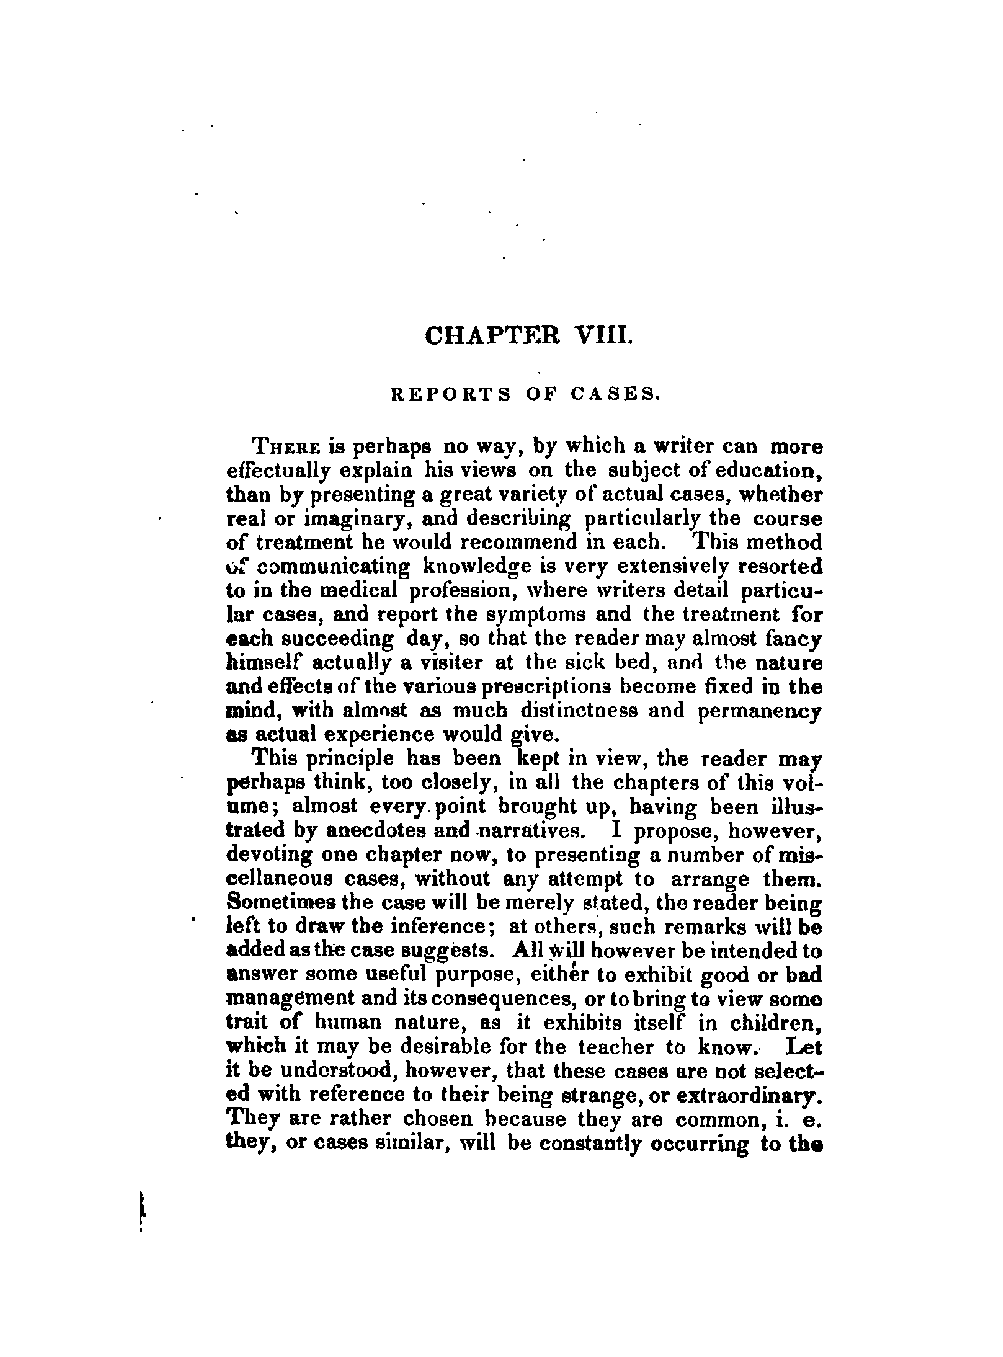 CHAPTER VIII.
REPORTS OF CASES.
THERE is perhaps no way, by which a writer can more
effectually explain his views on the subject of education,
than by presenting a great variety of actual cases, whether
real or imaginary, and describing particularly the course
of treatment he would recommend in each. This method
of communicating knowledge is very extensively resorted
to in the medical profession, where writers detail particu-
lar cases, and report the symptoms and the treatment for
each succeeding day, so that the reader may almost fancy
himself actually a visiter at the sick bed, and the nature
and effects of the various prescriptions become fixed in the
mind, with almost as much distinctness and permanency
as actual experience would give.
This principle has been kept in view, the reader may
perhaps think, too closely, in all the chapters of this vol-
ume; almost every point brought up, having been illus-
trated by anecdotes and narratives. I propose, however,
devoting one chapter now, to presenting a number of mis-
cellaneous cases, without any attempt to arrange them.
Sometimes the case will be merely stated, the reader being
left to draw the inference; at others, such remarks will be
added as the case suggests. All will however be intended to
answer some useful purpose, either to exhibit good or bad
management and its consequences, or to bring to view some
trait of human nature, as it exhibits itself in children,
which it may be desirable for the teacher to know. Let
it be understood, however, that these cases are not select-
ed with reference to their being strange, or extraordinary.
They are rather chosen because they are common, i. e.
they, or cases similar, will be constantly occurring to the